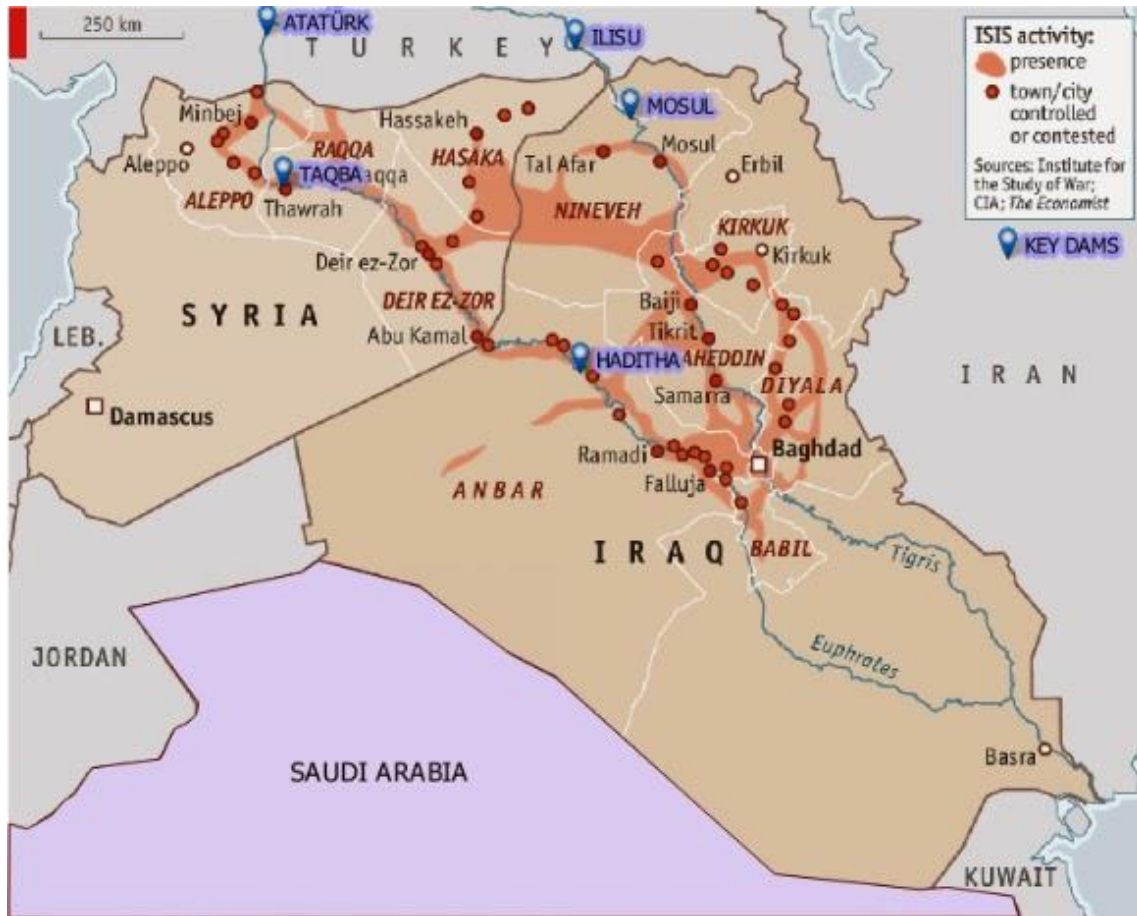 250 km
ATATÜRK
ILISU
TURKEY
ISIS activity:
presence
town/city
controlled
or contested
Sources: Institute for
the Study of War;
CIA; The Economist
KEY DAMS
MOSUL
Minbej
Hassakeh
Mosul
Aleppo
RAQQA
HASAKA
Tal Afar
Erbil
TAQBA
aqqa
ALEPPO
Thawrah
NINEVEH
KIRKUK
Kirkuk
Deir ez-Zor
DEIR EZ-ZOR
Baiji
SYRIA
Abu Kamal
Tikrit
LEB.
HADITHA
AHEDDIN
IRAN
DIYALA
Samarra
Damascus
Ramadi
Baghdad
ANBAR
Falluja
IRAQ
BABIL
Tigris
JORDAN
Euphrates
Basra
SAUDI ARABIA
KUWAIT